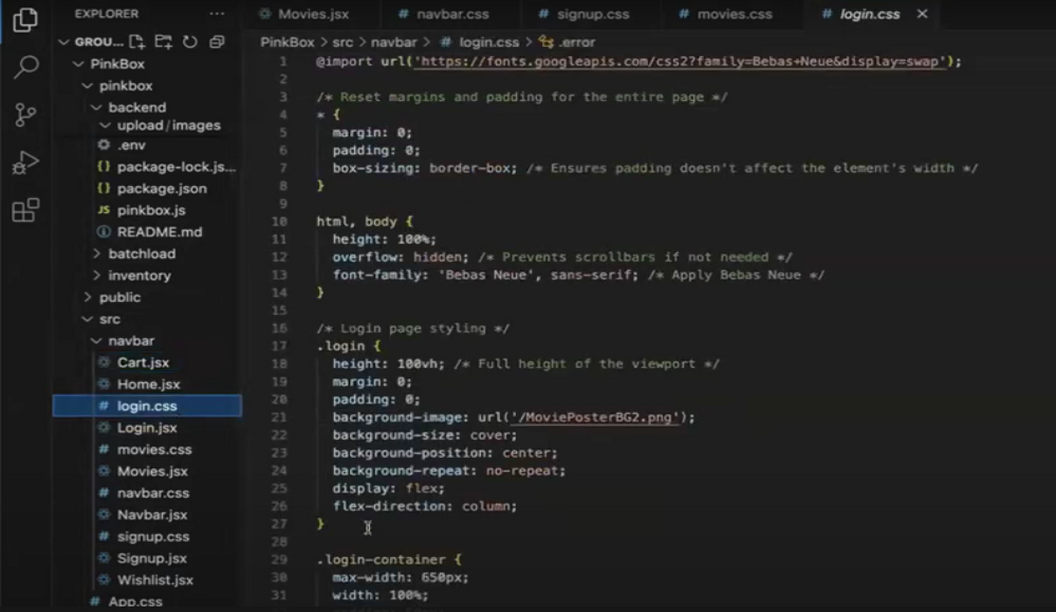 EXPLORER ...
Movies.jsx navbar.css signup.css movies.css login.css
GROU...
PinkBox > src > navbar > login.css > .error
PinkBox
pinkbox
backend
upload/images
.env
package-lock.js...
package.json
pinkbox.js
README.md
batchload
inventory
public
src
navbar
Cart.jsx
Home.jsx
login.css
Login.jsx
movies.css
Movies.jsx
navbar.css
Navbar.jsx
signup.css
Signup.jsx
Wishlist.jsx
App.css
1 @import url('https://fonts.googleapis.com/css2?family=Bebas+Neue&display=swap');
2
3 /* Reset margins and padding for the entire page */
4 * {
5 margin: 0;
6 padding: 0;
7 box-sizing: border-box; /* Ensures padding doesn't affect the element's width */
8 }
9
10 html, body {
11 height: 100%;
12 overflow: hidden; /* Prevents scrollbars if not needed */
13 font-family: 'Bebas Neue', sans-serif; /* Apply Bebas Neue */
14 }
15
16 /* Login page styling */
17 .login {
18 height: 100vh; /* Full height of the viewport */
19 margin: 0;
20 padding: 0;
21 background-image: url('/MoviePosterBG2.png');
22 background-size: cover;
23 background-position: center;
24 background-repeat: no-repeat;
25 display: flex;
26 flex-direction: column;
27 }
28
29 .login-container {
30 max-width: 650px;
31 width: 100%;